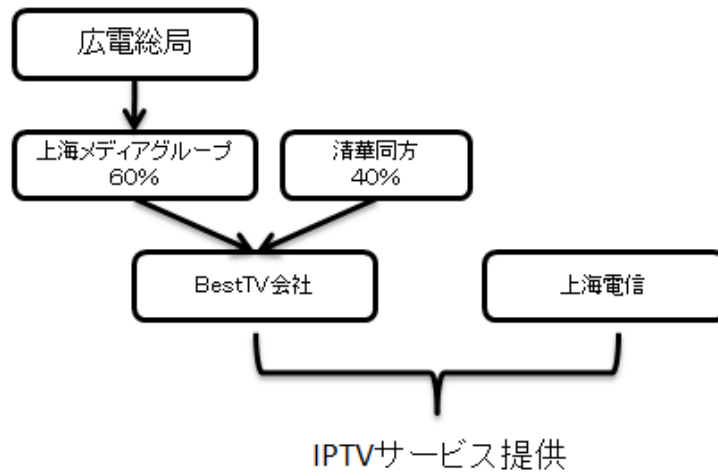 広電総局
上海メディアグループ
60%
清華同方
40%
BestTV会社
上海電信
IPTVサービス提供